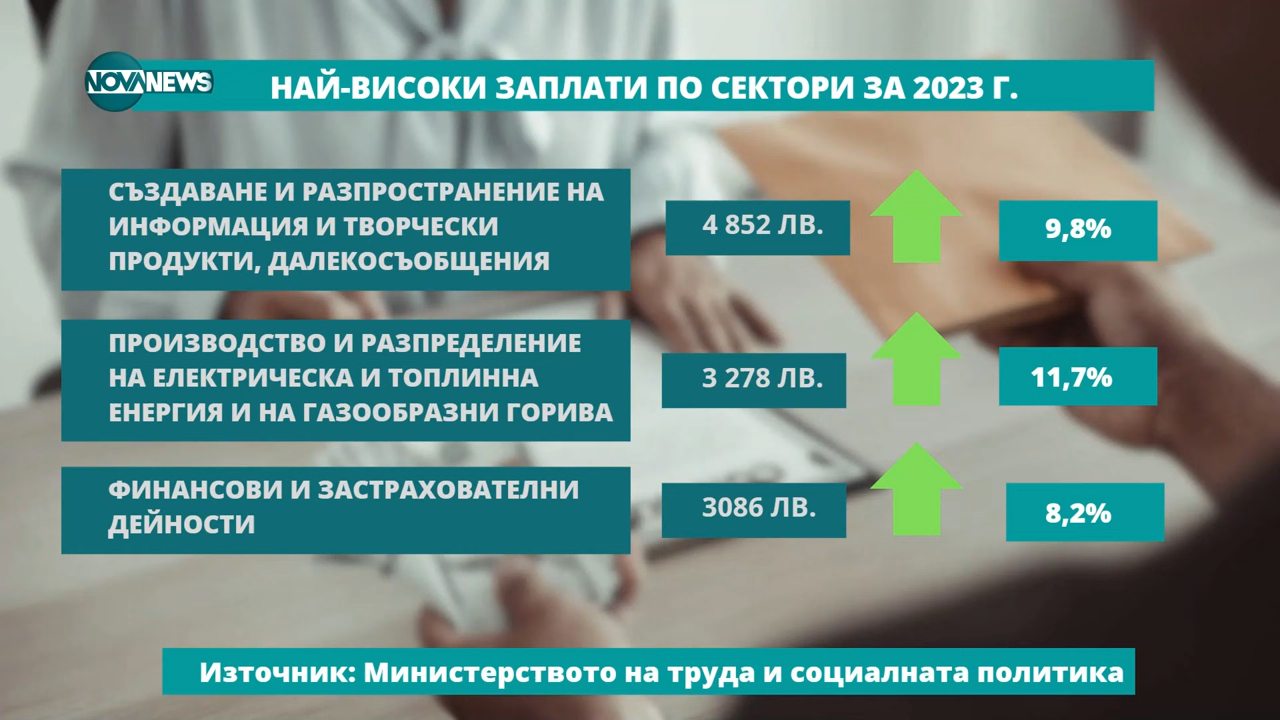 NOVANEWS
НАЙ-ВИСОКИ ЗАПЛАТИ ПО СЕКТОРИ ЗА 2023 Г.
СЪЗДАВАНЕ И РАЗПРОСТРАНЕНИЕ НА
ИНФОРМАЦИЯ И ТВОРЧЕСКИ
ПРОДУКТИ, ДАЛЕКОСЪОБЩЕНИЯ
4 852 ЛВ.
9,8%
ПРОИЗВОДСТВО И РАЗПРЕДЕЛЕНИЕ
НА ЕЛЕКТРИЧЕСКА И ТОПЛИННА
ЕНЕРГИЯ И НА ГАЗООБРАЗНИ ГОРИВА
3 278 ЛВ.
11,7%
ФИНАНСОВИ И ЗАСТРАХОВАТЕЛНИ
ДЕЙНОСТИ
3086 ЛВ.
8,2%
Източник: Министерството на труда и социалната политика